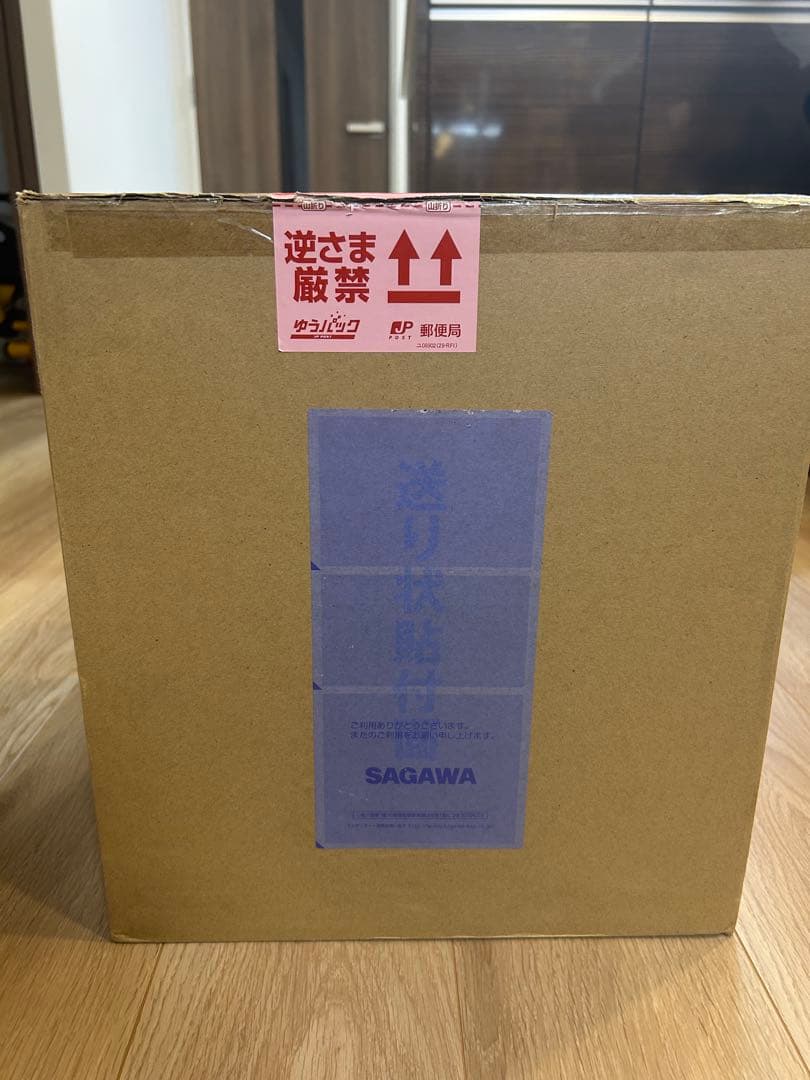 山折り
山折り
逆さま
厳禁
ゆうパック
JP POST
JP
POST
郵便局
送り状貼付
ご利用ありがとうございます。
またのご利用をお願い申し上げます。
SAGAWA